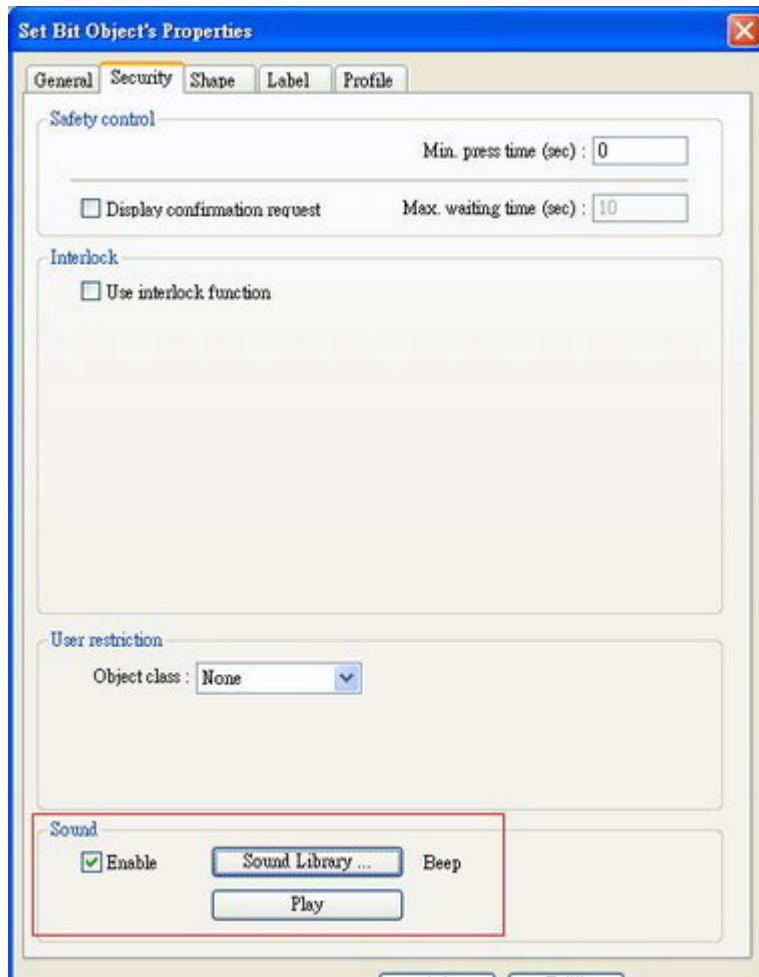 Set Bit Object's Properties
General Security Shape Label Profile
Safety control
Min. press time (sec) : 0
Display confirmation request Max. waiting time (sec) : 10
Interlock
Use interlock function
User restriction
Object class : None
Sound
Enable Sound Library ... Beep
Play